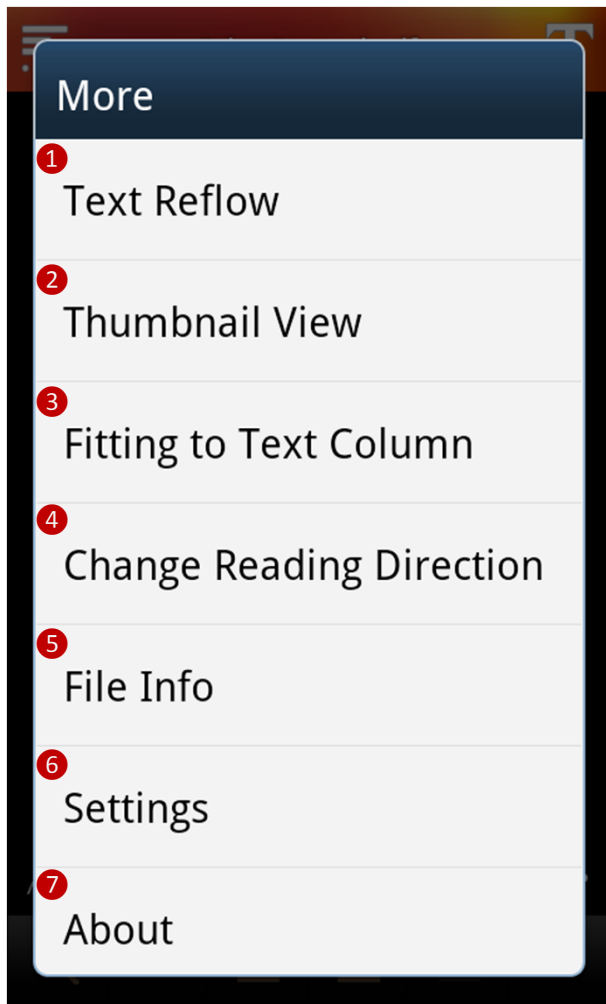 More
1
Text Reflow
2
Thumbnail View
3
Fitting to Text Column
4
Change Reading Direction
5
File Info
6
Settings
7
About